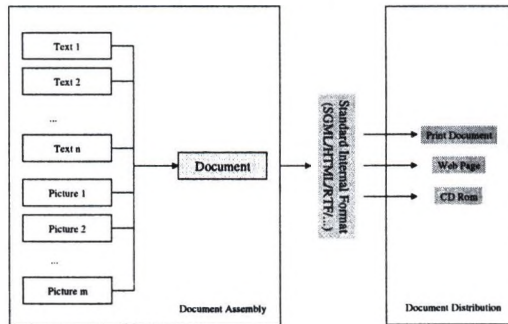 Text 1
Text 2
...
Text n
Picture 1
Picture 2
...
Picture m
Document
Document Assembly
Standard Internal Format
(SGML/HTML/RTF/...)
Print Document
Web Page
CD Rom
Document Distribution